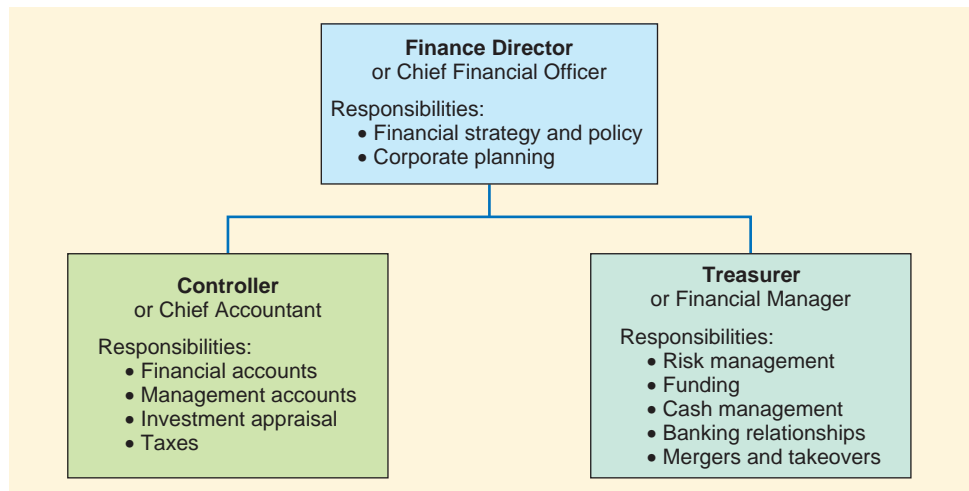 Finance Director
or Chief Financial Officer
Responsibilities:
• Financial strategy and policy
• Corporate planning
Controller
or Chief Accountant
Responsibilities:
• Financial accounts
• Management accounts
• Investment appraisal
• Taxes
Treasurer
or Financial Manager
Responsibilities:
• Risk management
• Funding
• Cash management
• Banking relationships
• Mergers and takeovers